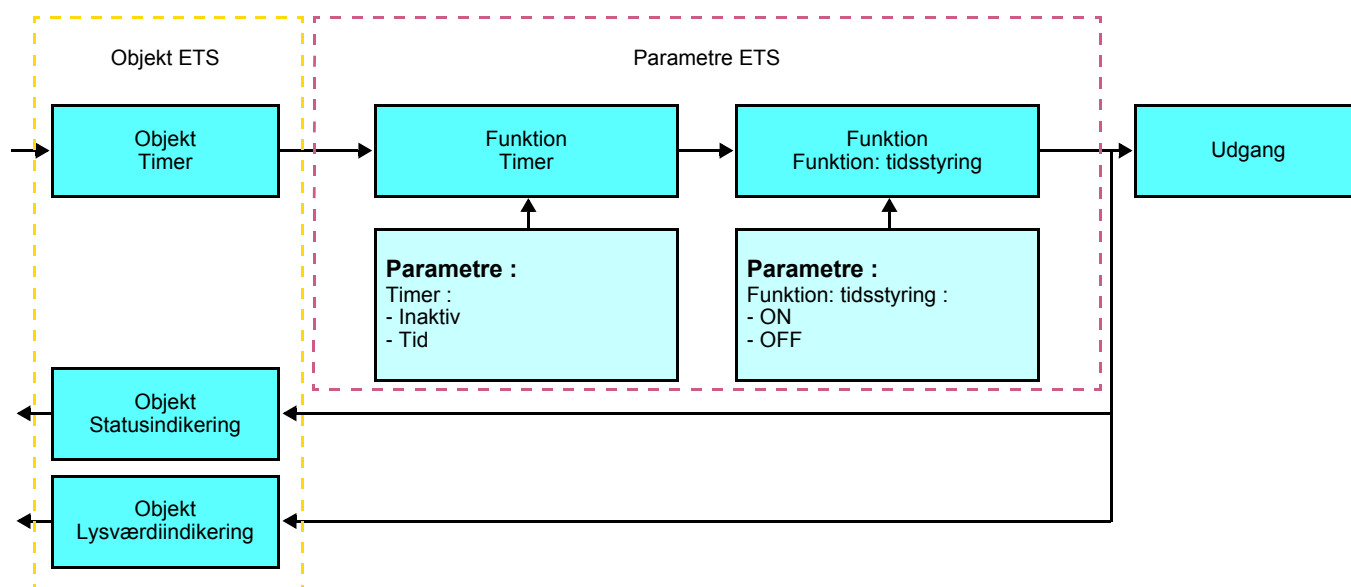 Objekt ETS
Parametre ETS
Objekt
Timer
Funktion
Timer
Funktion
Funktion: tidsstyring
Udgang
Parametre :
Timer :
- Inaktiv
- Tid
Parametre :
Funktion: tidsstyring :
- ON
- OFF
Objekt
Statusindikering
Objekt
Lysværdiindikering